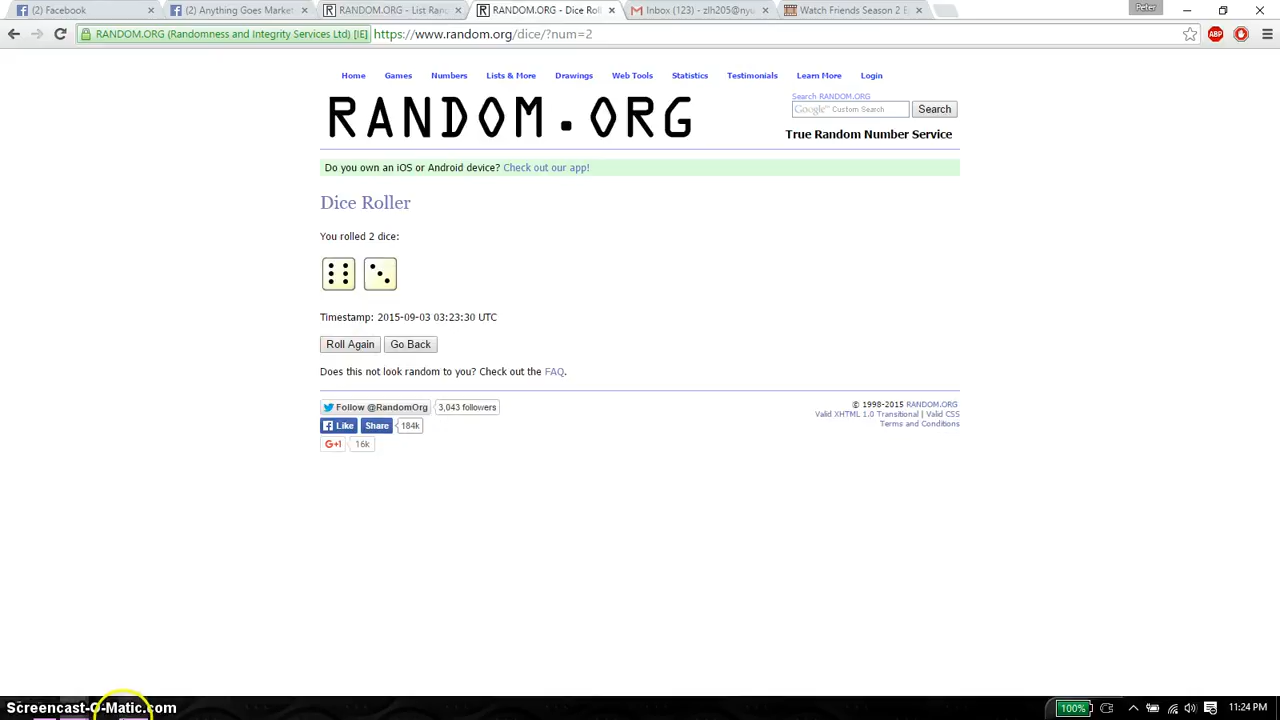 (2) Facebook
(2) Anything Goes Market
RANDOM.ORG - List Rand
RANDOM.ORG - Dice Roll
Inbox (123) - zlh205@nyu
Watch Friends Season 2 E
Peter
RANDOM.ORG (Randomness and Integrity Services Ltd) [IE]
https://www.random.org/dice/?num=2
ABP
Home Games Numbers Lists & More Drawings Web Tools Statistics Testimonials Learn More Login
RANDOM.ORG
Search RANDOM.ORG
Google™ Custom Search
Search
True Random Number Service
Do you own an iOS or Android device? Check out our app!
Dice Roller
You rolled 2 dice:
Timestamp: 2015-09-03 03:23:30 UTC
Roll Again
Go Back
Does this not look random to you? Check out the FAQ.
Follow @RandomOrg
3,043 followers
Like
Share
184k
G+1
16k
© 1998-2015 RANDOM.ORG
Valid XHTML 1.0 Transitional | Valid CSS
Terms and Conditions
Screencast-O-Matic.com
100%
11:24 PM